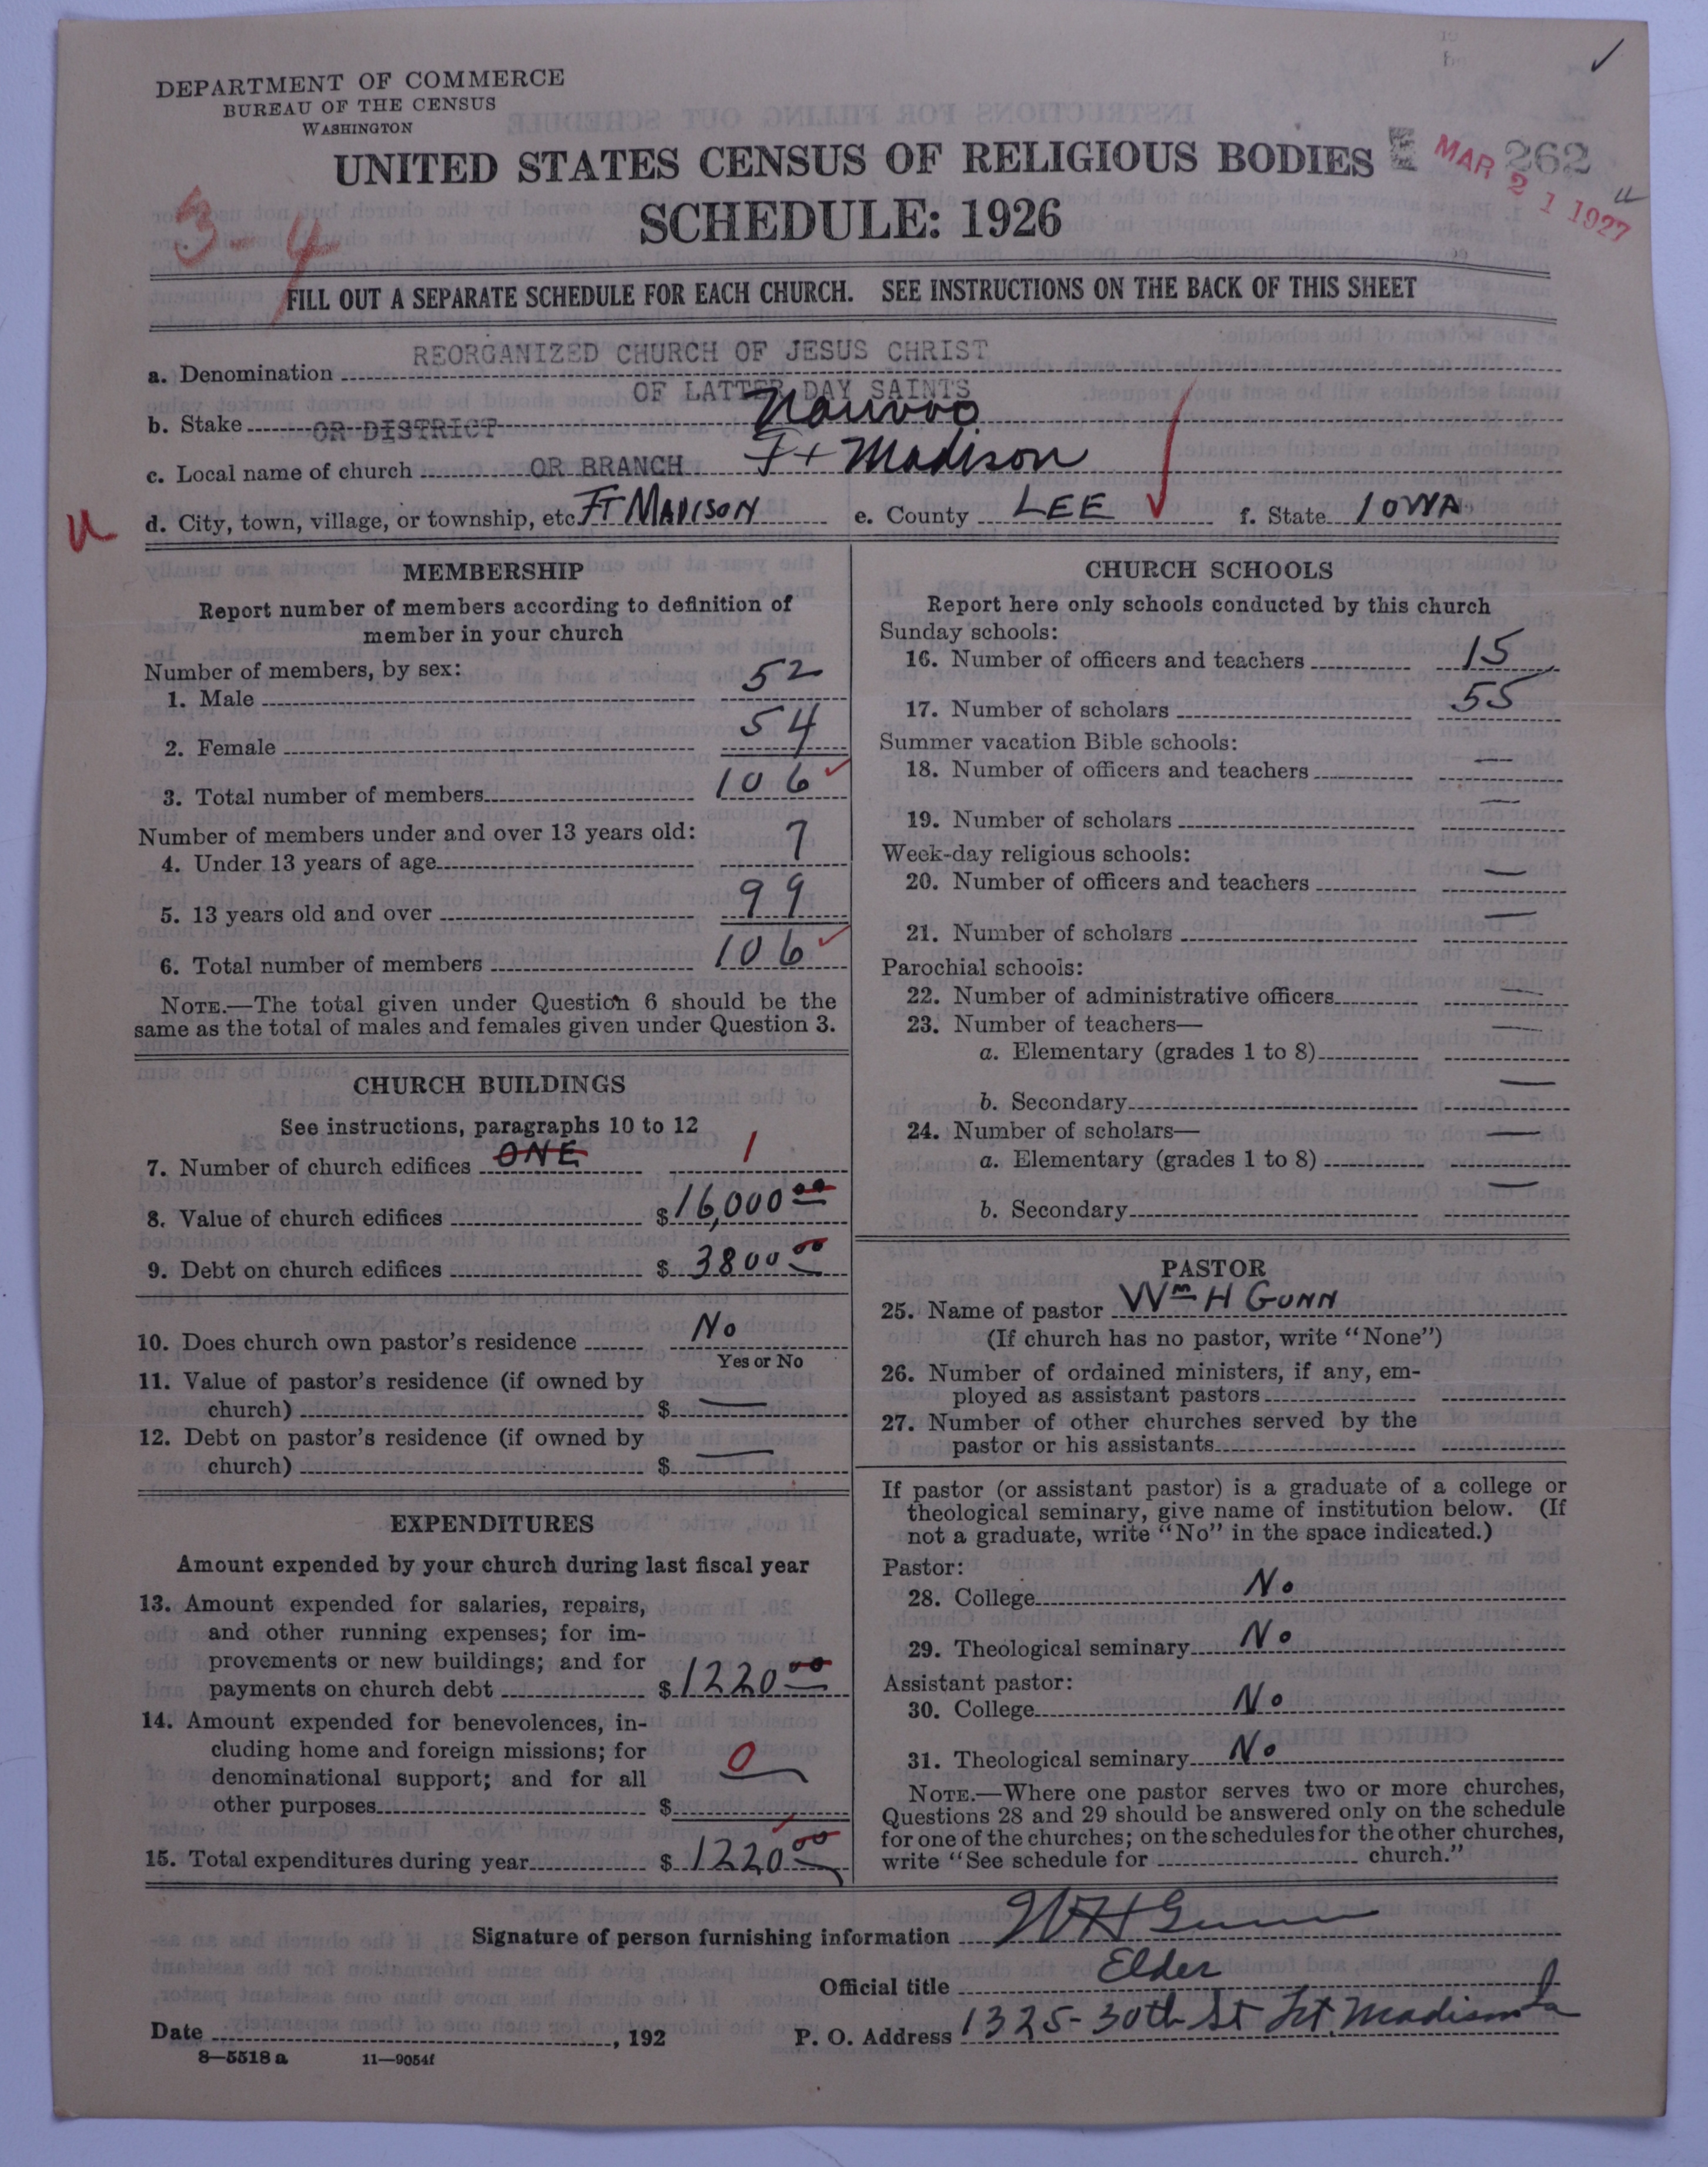 DEPARTMENT OF COMMERCE
BUREAU OF THE CENSUS
WASHINGTON
UNITED STATES CENSUS OF RELIGIOUS BODIES
SCHEDULE: 1926
262
MAR 21 1927
3-4
FILL OUT A SEPARATE SCHEDULE FOR EACH CHURCH. SEE INSTRUCTIONS ON THE BACK OF THIS SHEET
a. Denomination REORGANIZED CHURCH OF JESUS CHRIST
OF LATTER DAY SAINTS
b. Stake OR DISTRICT Nauvoo
c. Local name of church OR BRANCH Ft Madison
d. City, town, village, or township, etc. FT MADISON e. County LEE f. State IOWA
MEMBERSHIP
Report number of members according to definition of
member in your church
Number of members, by sex:
1. Male 52
2. Female 54
3. Total number of members 106
Number of members under and over 13 years old:
4. Under 13 years of age 7
5. 13 years old and over 99
6. Total number of members 106
NOTE.—The total given under Question 6 should be the
same as the total of males and females given under Question 3.
CHURCH BUILDINGS
See instructions, paragraphs 10 to 12
7. Number of church edifices ONE 1
8. Value of church edifices $ 16,000 00
9. Debt on church edifices $ 3800 00
10. Does church own pastor's residence No
Yes or No
11. Value of pastor's residence (if owned by
church) $ —
12. Debt on pastor's residence (if owned by
church) $ —
EXPENDITURES
Amount expended by your church during last fiscal year
13. Amount expended for salaries, repairs,
and other running expenses; for im-
provements or new buildings; and for
payments on church debt $ 1220 00
14. Amount expended for benevolences, in-
cluding home and foreign missions; for
denominational support; and for all
other purposes $ 0
15. Total expenditures during year $ 1220 00
CHURCH SCHOOLS
Report here only schools conducted by this church
Sunday schools:
16. Number of officers and teachers 15
17. Number of scholars 55
Summer vacation Bible schools:
18. Number of officers and teachers —
19. Number of scholars —
Week-day religious schools:
20. Number of officers and teachers —
21. Number of scholars —
Parochial schools:
22. Number of administrative officers —
23. Number of teachers—
a. Elementary (grades 1 to 8) —
b. Secondary —
24. Number of scholars—
a. Elementary (grades 1 to 8) —
b. Secondary —
PASTOR
25. Name of pastor Wm H GUNN
(If church has no pastor, write "None")
26. Number of ordained ministers, if any, em-
ployed as assistant pastors
27. Number of other churches served by the
pastor or his assistants
If pastor (or assistant pastor) is a graduate of a college or
theological seminary, give name of institution below. (If
not a graduate, write "No" in the space indicated.)
Pastor:
28. College No
29. Theological seminary No
Assistant pastor:
30. College No
31. Theological seminary No
NOTE.—Where one pastor serves two or more churches,
Questions 28 and 29 should be answered only on the schedule
for one of the churches; on the schedules for the other churches,
write "See schedule for church."
Signature of person furnishing information W H Gunn
Official title Elder
Date , 192 P. O. Address 1325-30th St Ft Madison Ia
8—5518 a 11—9054f